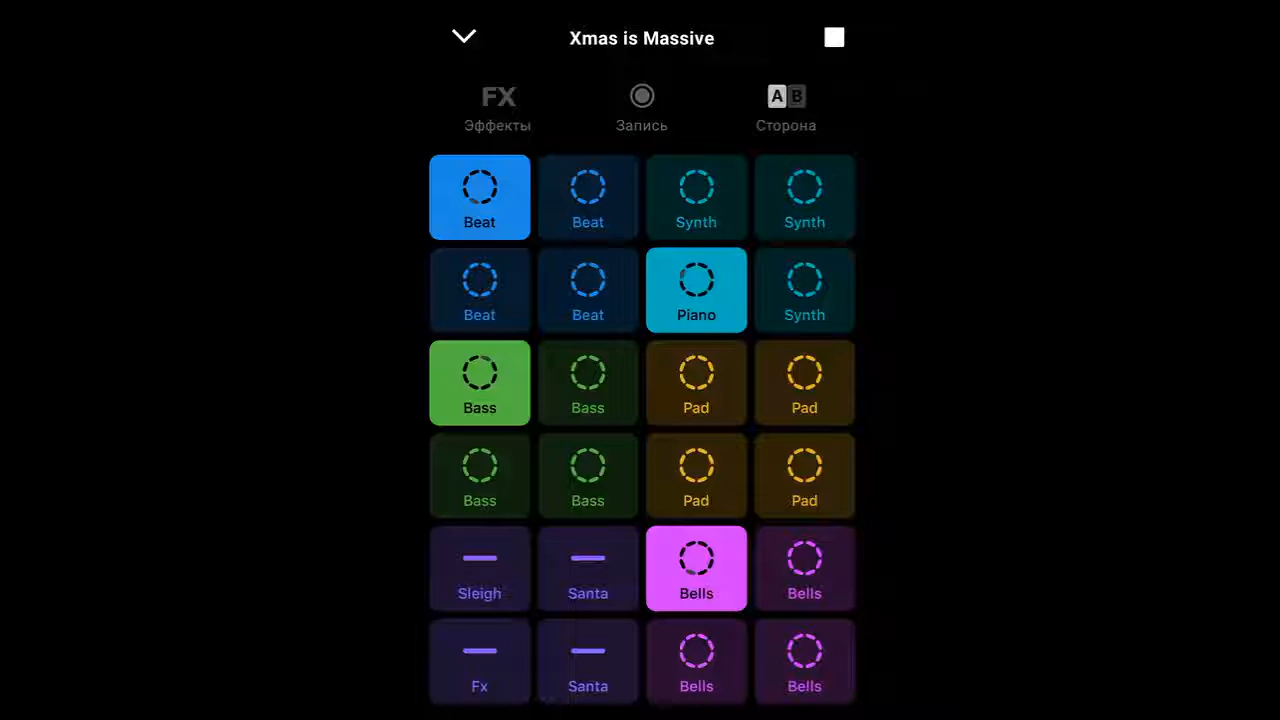 Xmas is Massive
FX A B
Эффекты Запись Сторона
Beat Beat Synth Synth
Beat Beat Piano Synth
Bass Bass Pad Pad
Bass Bass Pad Pad
Sleigh Santa Bells Bells
Fx Santa Bells Bells